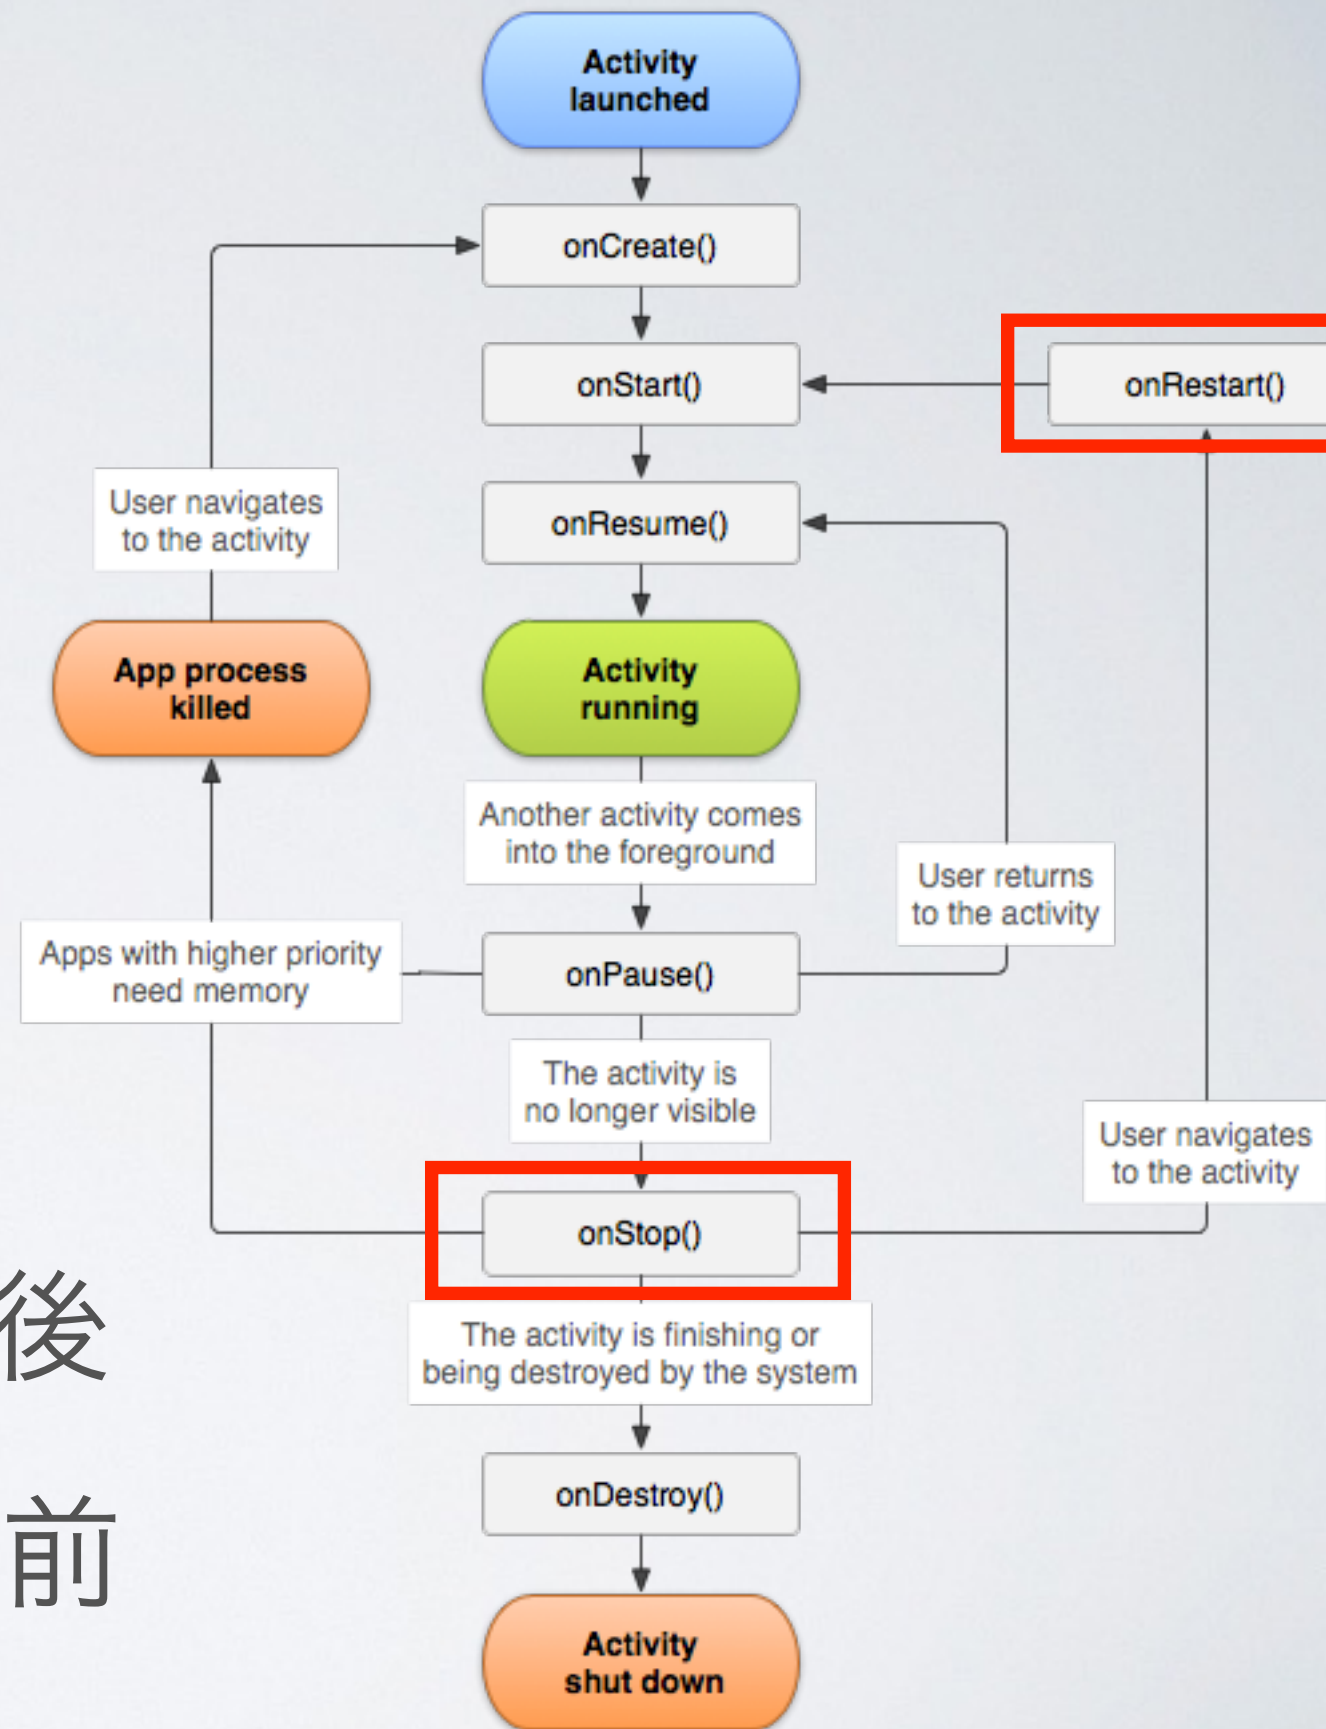 Activity
launched
onCreate()
onStart()
onRestart()
User navigates
to the activity
onResume()
App process
killed
Activity
running
Another activity comes
into the foreground
User returns
to the activity
Apps with higher priority
need memory
onPause()
The activity is
no longer visible
User navigates
to the activity
onStop()
後
The activity is finishing or
being destroyed by the system
onDestroy()
前
Activity
shut down